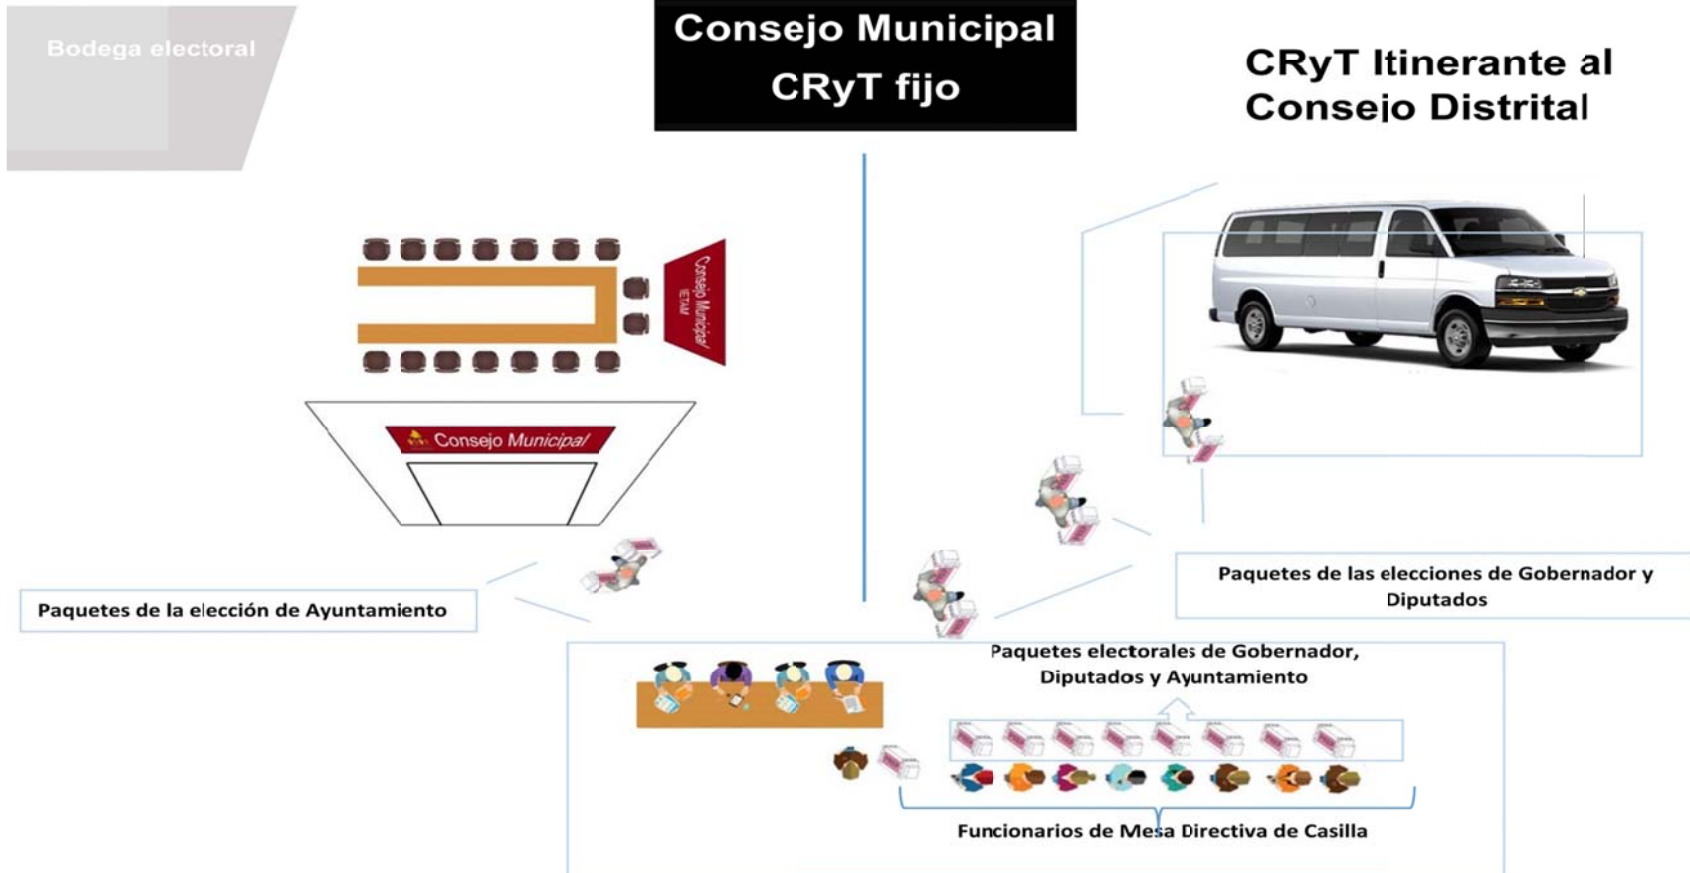 Bodega electoral
Consejo Municipal
CRyT fijo
CRyT Itinerante al
Consejo Distrital
Consejo Municipal
IETAM
Consejo Municipal
Paquetes de la elección de Ayuntamiento
Paquetes de las elecciones de Gobernador y
Diputados
Paquetes electorales de Gobernador,
Diputados y Ayuntamiento
Funcionarios de Mesa Directiva de Casilla